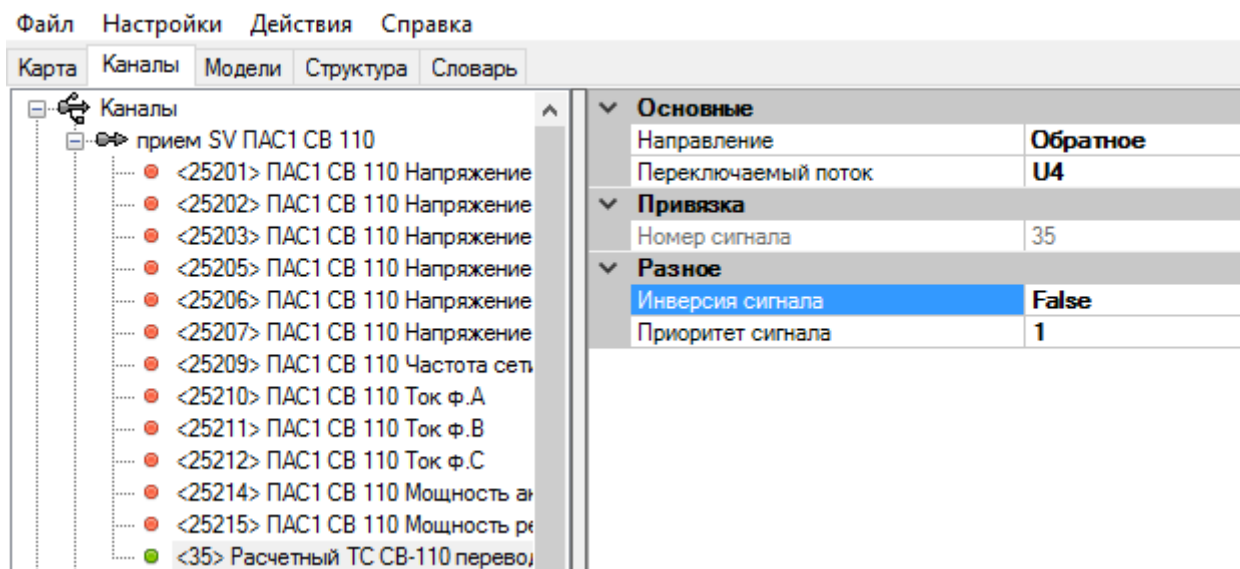 Файл Настройки Действия Справка
Карта Каналы Модели Структура Словарь
Каналы
прием SV ПАС1 СВ 110
<25201> ПАС1 СВ 110 Напряжение
<25202> ПАС1 СВ 110 Напряжение
<25203> ПАС1 СВ 110 Напряжение
<25205> ПАС1 СВ 110 Напряжение
<25206> ПАС1 СВ 110 Напряжение
<25207> ПАС1 СВ 110 Напряжение
<25209> ПАС1 СВ 110 Частота сети
<25210> ПАС1 СВ 110 Ток ф.А
<25211> ПАС1 СВ 110 Ток ф.В
<25212> ПАС1 СВ 110 Ток ф.С
<25214> ПАС1 СВ 110 Мощность
<25215> ПАС1 СВ 110 Мощность
<35> Расчетный ТС СВ-110
Основные
Направление Обратное
Переключаемый поток U4
Привязка
Номер сигнала 35
Разное
Инверсия сигнала False
Приоритет сигнала 1